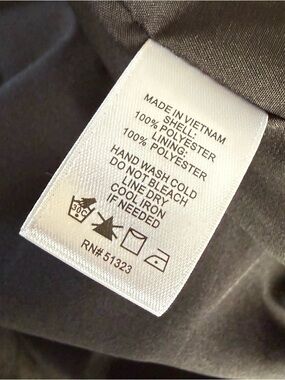 MADE IN VIETNAM
SHELL:
100% POLYESTER
LINING:
100% POLYESTER
HAND WASH COLD
DO NOT BLEACH
LINE DRY
COOL IRON
IF NEEDED
30C
RN# 51323